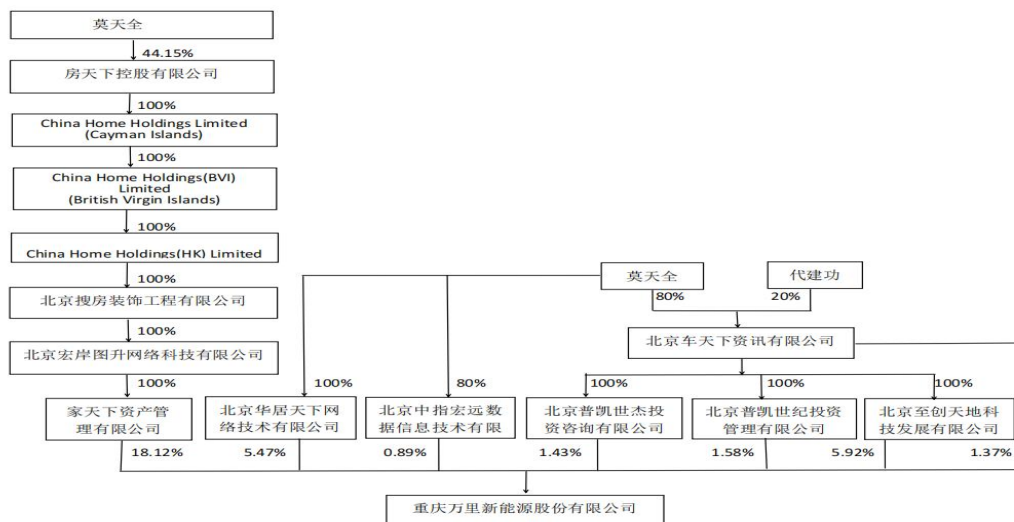 莫天全
44.15%
房天下控股有限公司
100%
China Home Holdings Limited
(Cayman Islands)
100%
China Home Holdings(BVI)
Limited
(British Virgin Islands)
100%
China Home Holdings(HK) Limited
100%
北京搜房装饰工程有限公司
100%
北京宏岸图升网络科技有限公司
100%
家天下资产管
理有限公司
18.12%
莫天全
代建功
80%
20%
北京车天下资讯有限公司
100%
80%
100%
100%
100%
北京华居天下网
络技术有限公司
北京中指宏远数
据信息技术有限
北京普凯世杰投
资咨询有限公司
北京普凯世纪投资
管理有限公司
北京至创天地科
技发展有限公司
5.47%
0.89%
1.43%
1.58%
5.92%
1.37%
重庆万里新能源股份有限公司